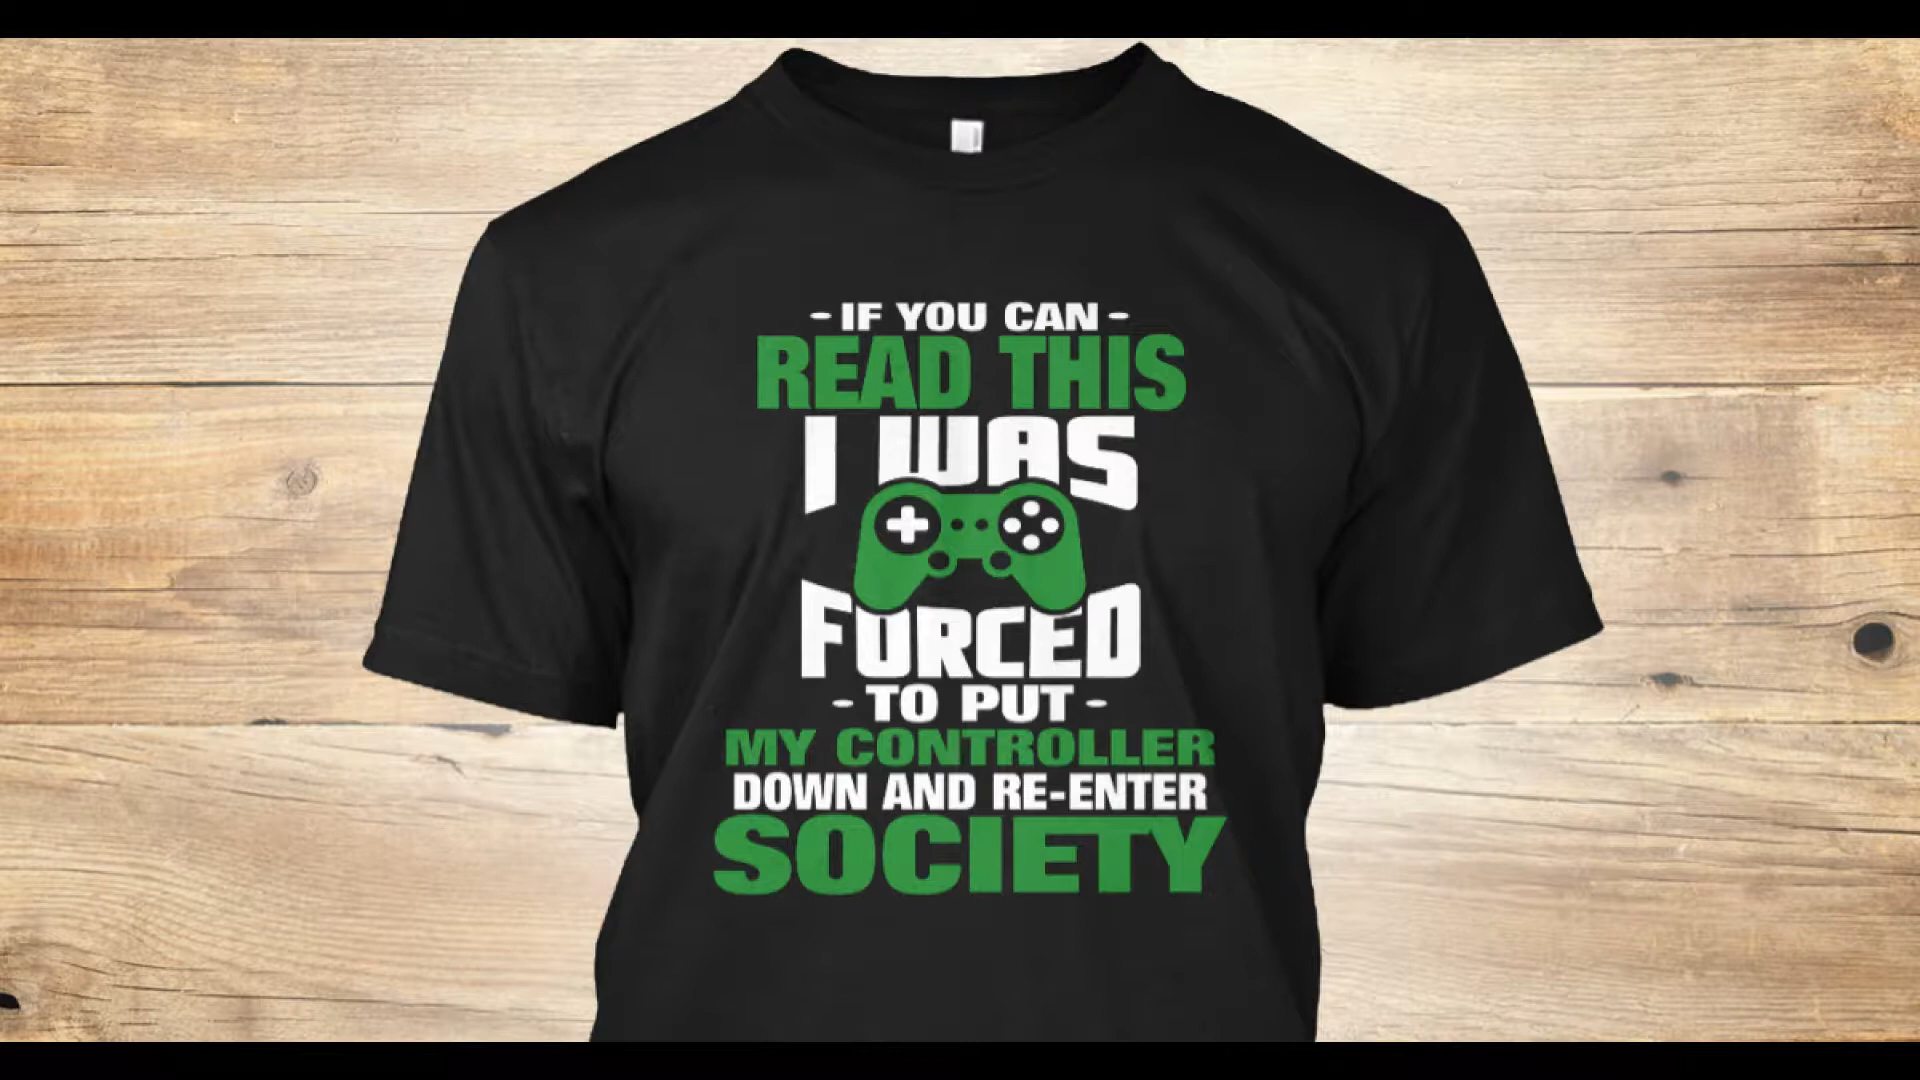 - IF YOU CAN -
READ THIS
I WAS
FORCED
- TO PUT -
MY CONTROLLER
DOWN AND RE-ENTER
SOCIETY